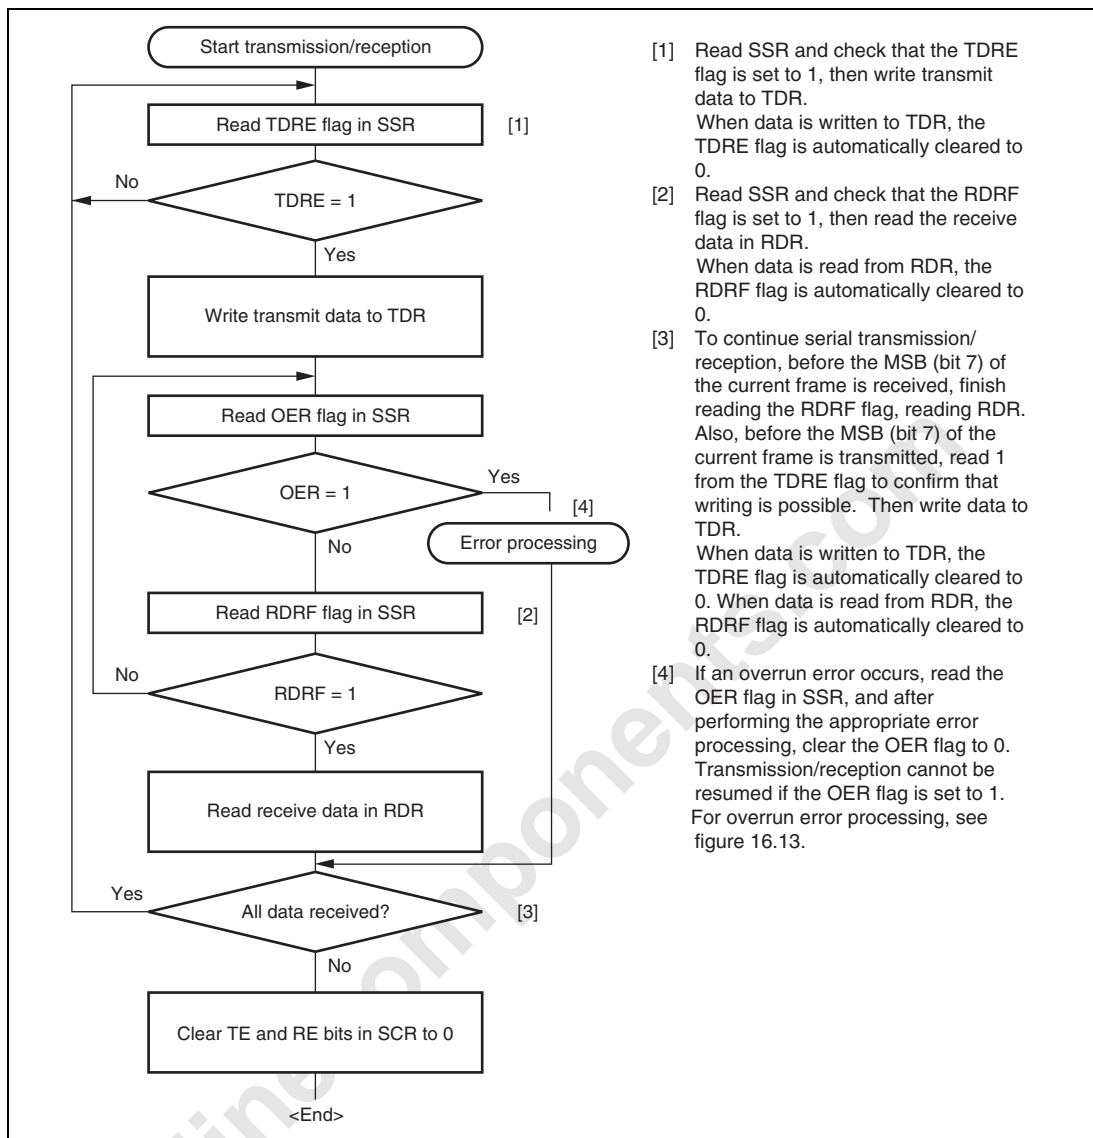 Start transmission/reception
Read TDRE flag in SSR
[1]
No
TDRE = 1
Yes
Write transmit data to TDR
Read OER flag in SSR
OER = 1
Yes
[4]
Error processing
No
Read RDRF flag in SSR
[2]
No
RDRF = 1
Yes
Read receive data in RDR
Yes
All data received?
[3]
No
Clear TE and RE bits in SCR to 0
<End>
[1] Read SSR and check that the TDRE
flag is set to 1, then write transmit
data to TDR.
When data is written to TDR, the
TDRE flag is automatically cleared to
0.
[2] Read SSR and check that the RDRF
flag is set to 1, then read the receive
data in RDR.
When data is read from RDR, the
RDRF flag is automatically cleared to
0.
[3] To continue serial transmission/
reception, before the MSB (bit 7) of
the current frame is received, finish
reading the RDRF flag, reading RDR.
Also, before the MSB (bit 7) of the
current frame is transmitted, read 1
from the TDRE flag to confirm that
writing is possible. Then write data to
TDR.
When data is written to TDR, the
TDRE flag is automatically cleared to
0. When data is read from RDR, the
RDRF flag is automatically cleared to
0.
[4] If an overrun error occurs, read the
OER flag in SSR, and after
performing the appropriate error
processing, clear the OER flag to 0.
Transmission/reception cannot be
resumed if the OER flag is set to 1.
For overrun error processing, see
figure 16.13.